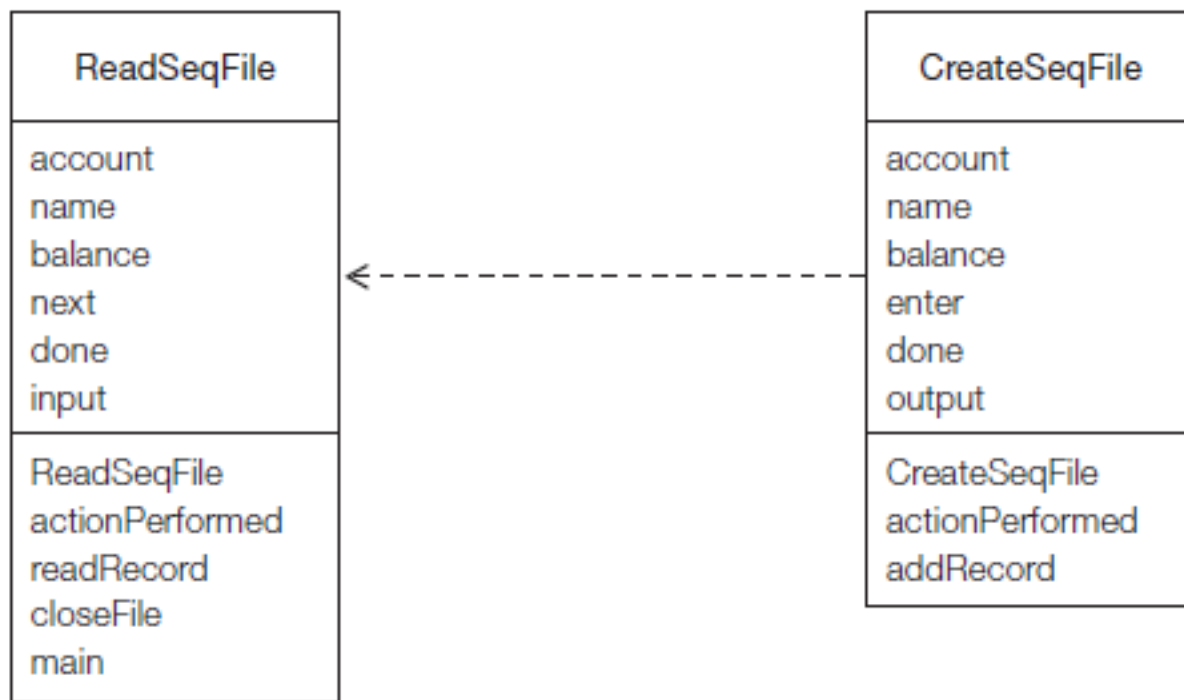 ReadSeqFile
account
name
balance
next
done
input
ReadSeqFile
actionPerformed
readRecord
closeFile
main
CreateSeqFile
account
name
balance
enter
done
output
CreateSeqFile
actionPerformed
addRecord